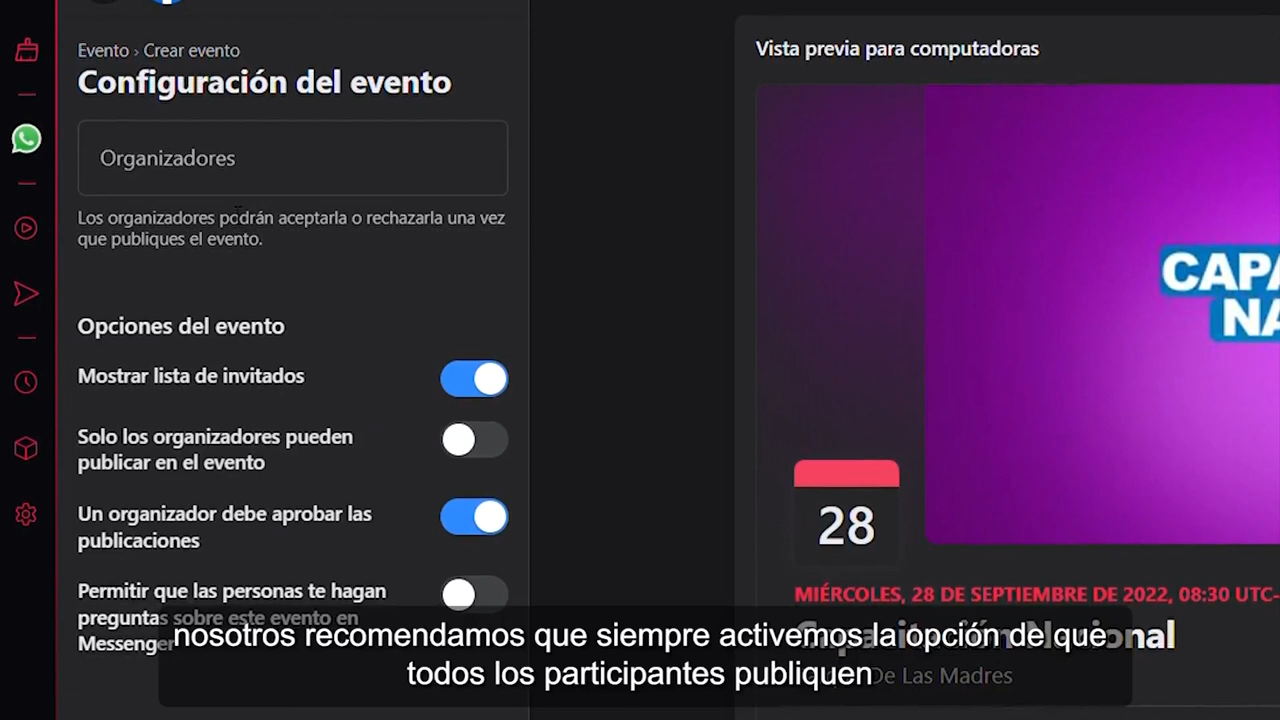 Evento › Crear evento
Configuración del evento
Organizadores
Los organizadores podrán aceptarla o rechazarla una vez
que publiques el evento.
Opciones del evento
Mostrar lista de invitados
Solo los organizadores pueden
publicar en el evento
Un organizador debe aprobar las
publicaciones
Permitir que las personas te hagan
preguntas sobre este evento en
Messenger
Vista previa para computadoras
CAPA
NA
28
MIÉRCOLES, 28 DE SEPTIEMBRE DE 2022, 08:30 UTC-
Capacitación Nacional
De Las Madres
nosotros recomendamos que siempre activemos la opción de que
todos los participantes publiquen